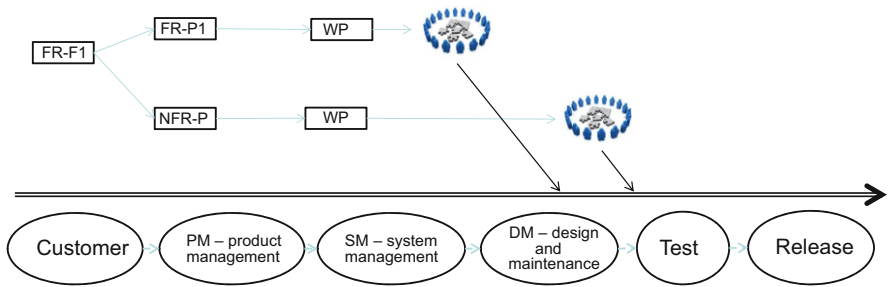 FR-P1
WP
FR-F1
NFR-P
WP
Customer
PM – product
management
SM – system
management
DM – design
and
maintenance
Test
Release